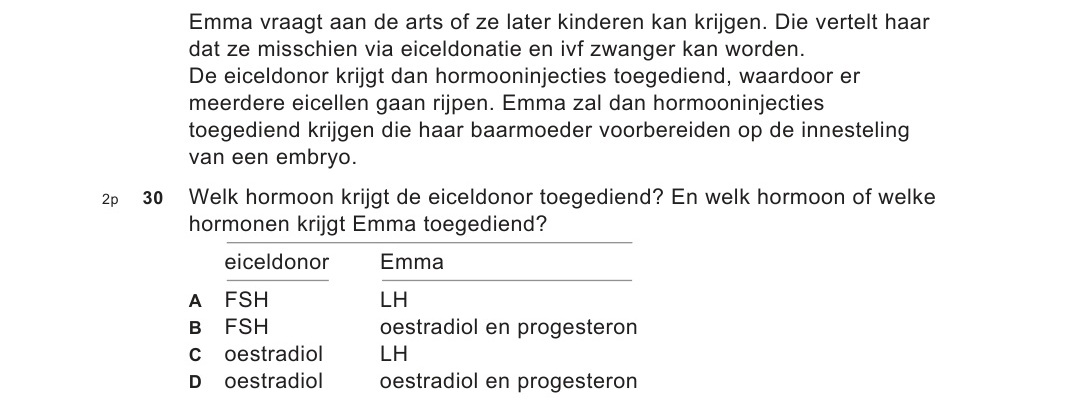 Emma vraagt aan de arts of ze later kinderen kan krijgen. Die vertelt haar
dat ze misschien via eiceldonatie en ivf zwanger kan worden.
De eiceldonor krijgt dan hormooninjecties toegediend, waardoor er
meerdere eicellen gaan rijpen. Emma zal dan hormooninjecties
toegediend krijgen die haar baarmoeder voorbereiden op de innesteling
van een embryo.
2p 30 Welk hormoon krijgt de eiceldonor toegediend? En welk hormoon of welke
hormonen krijgt Emma toegediend?
eiceldonor Emma
A FSH LH
B FSH oestradiol en progesteron
C oestradiol LH
D oestradiol oestradiol en progesteron